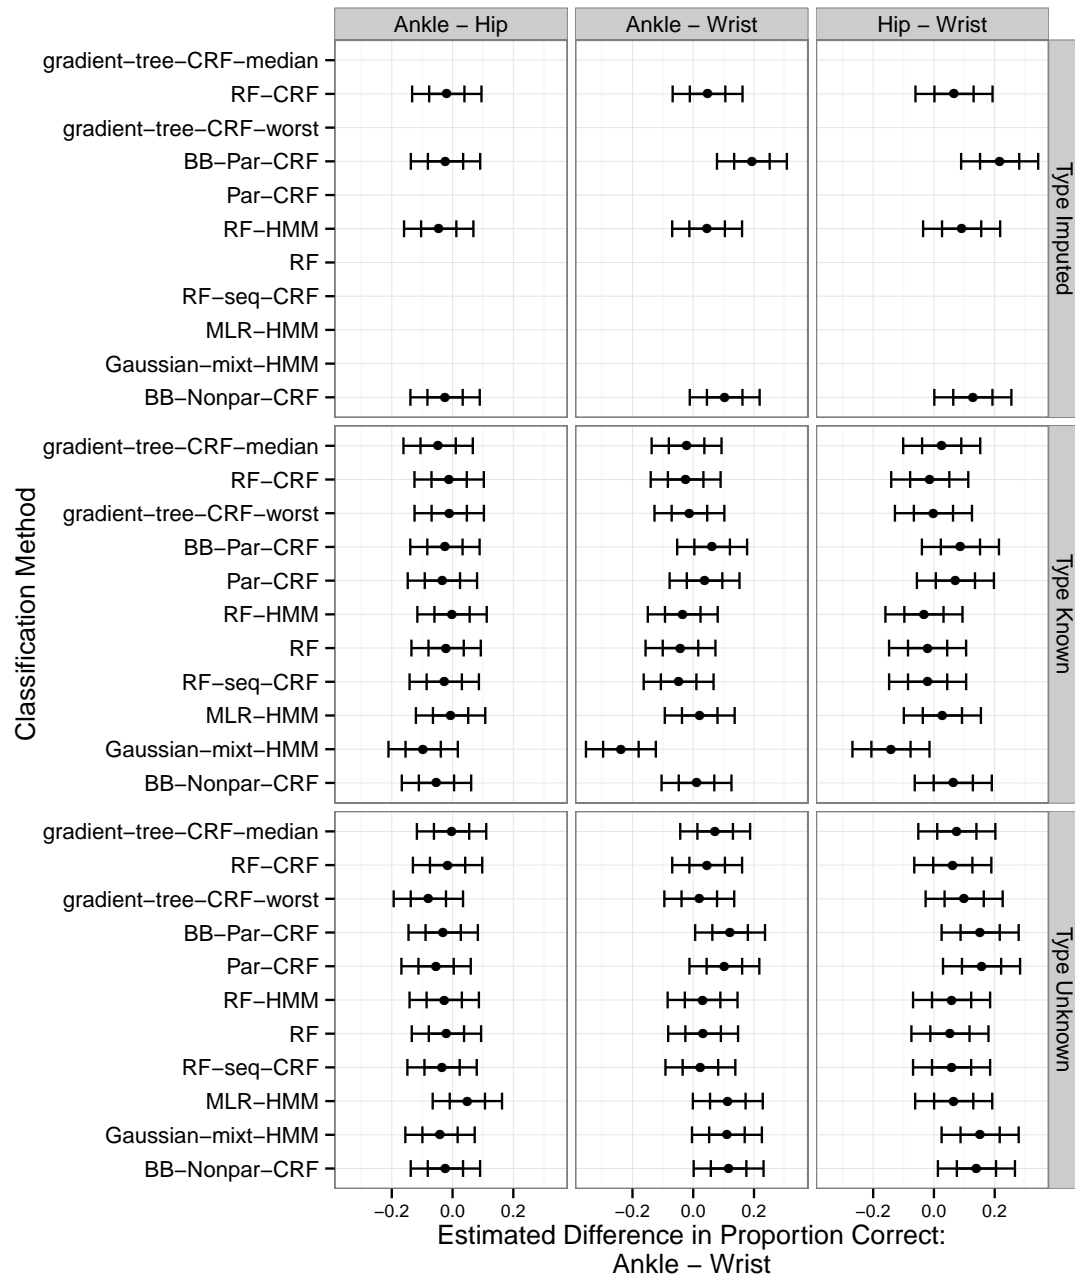 Ankle − Hip
Ankle − Wrist
Hip − Wrist
Classification Method
gradient−tree−CRF−median
RF−CRF
gradient−tree−CRF−worst
BB−Par−CRF
Par−CRF
RF−HMM
RF
RF−seq−CRF
MLR−HMM
Gaussian−mixt−HMM
BB−Nonpar−CRF
Type Imputed
gradient−tree−CRF−median
RF−CRF
gradient−tree−CRF−worst
BB−Par−CRF
Par−CRF
RF−HMM
RF
RF−seq−CRF
MLR−HMM
Gaussian−mixt−HMM
BB−Nonpar−CRF
Type Known
gradient−tree−CRF−median
RF−CRF
gradient−tree−CRF−worst
BB−Par−CRF
Par−CRF
RF−HMM
RF
RF−seq−CRF
MLR−HMM
Gaussian−mixt−HMM
BB−Nonpar−CRF
Type Unknown
−0.2 0.0 0.2 −0.2 0.0 0.2 −0.2 0.0 0.2
Estimated Difference in Proportion Correct:
Ankle − Wrist